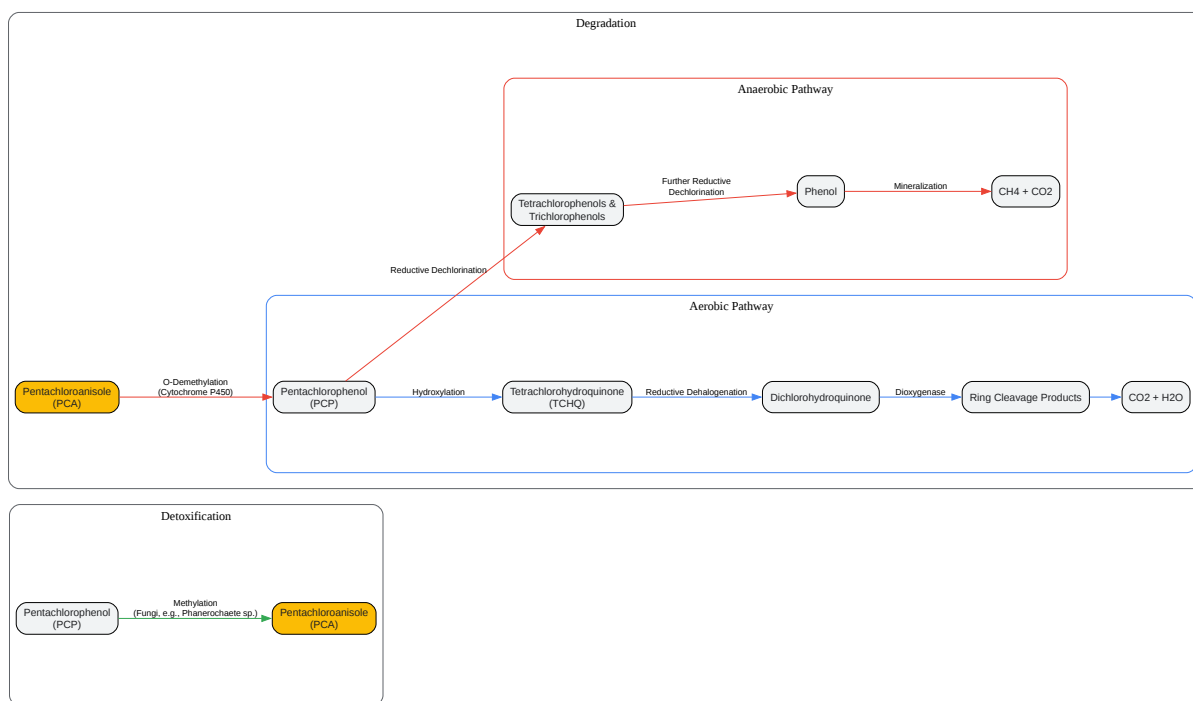 Degradation
Anaerobic Pathway
Further Reductive
Dechlorination
Mineralization
Tetrachlorophenols &
Trichlorophenols
Phenol
CH4 + CO2
Reductive Dechlorination
Aerobic Pathway
Pentachloroanisole
(PCA)
O-Demethylation
(Cytochrome P450)
Pentachlorophenol
(PCP)
Hydroxylation
Tetrachlorohydroquinone
(TCHQ)
Reductive Dehalogenation
Dichlorohydroquinone
Dioxygenase
Ring Cleavage Products
CO2 + H2O
Detoxification
Pentachlorophenol
(PCP)
Methylation
(Fungi, e.g., Phanerochaete sp.)
Pentachloroanisole
(PCA)